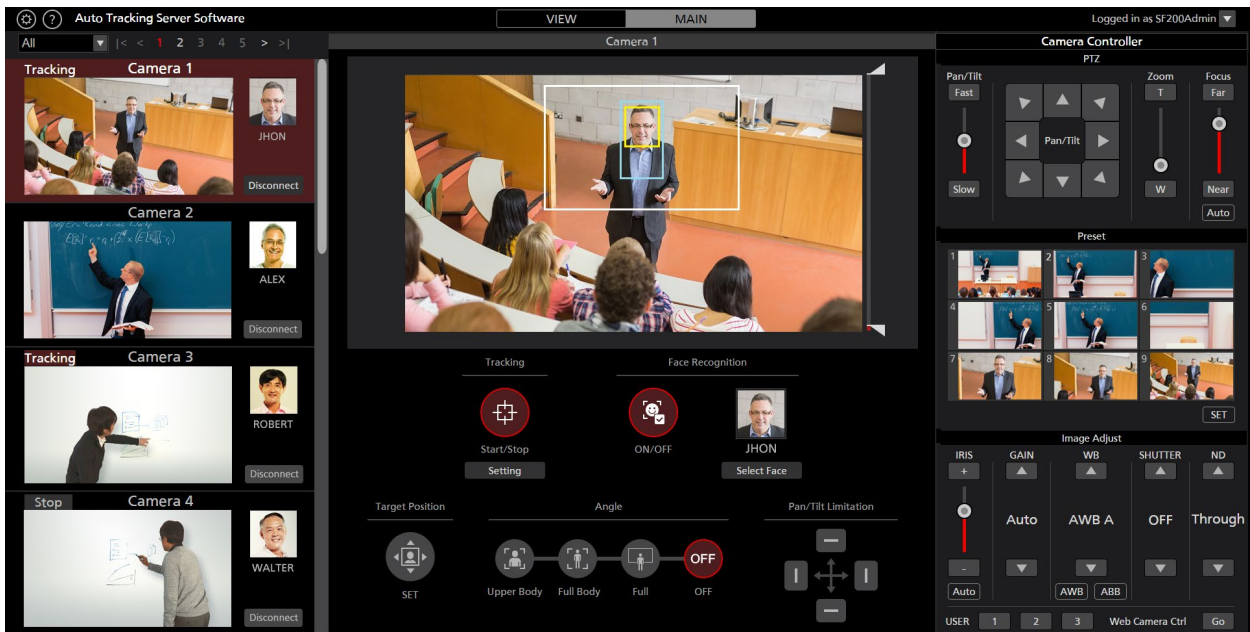 Auto Tracking Server Software
VIEW
MAIN
Logged in as SF200Admin
All
|< < 1 2 3 4 5 > >|
Camera 1
Camera Controller
Tracking
Camera 1
JHON
Disconnect
Camera 2
ALEX
Disconnect
Tracking
Camera 3
ROBERT
Disconnect
Stop
Camera 4
WALTER
Disconnect
Tracking
Start/Stop
Setting
Face Recognition
ON/OFF
JHON
Select Face
Target Position
SET
Angle
OFF
Upper Body
Full Body
Full
OFF
Pan/Tilt Limitation
PTZ
Pan/Tilt
Fast
Slow
Pan/Tilt
Zoom
T
W
Focus
Far
Near
Auto
Preset
1
2
3
4
5
6
7
8
9
SET
Image Adjust
IRIS
+
-
Auto
GAIN
Auto
WB
AWB A
AWB
ABB
SHUTTER
OFF
ND
Through
USER
1
2
3
Web Camera Ctrl
Go